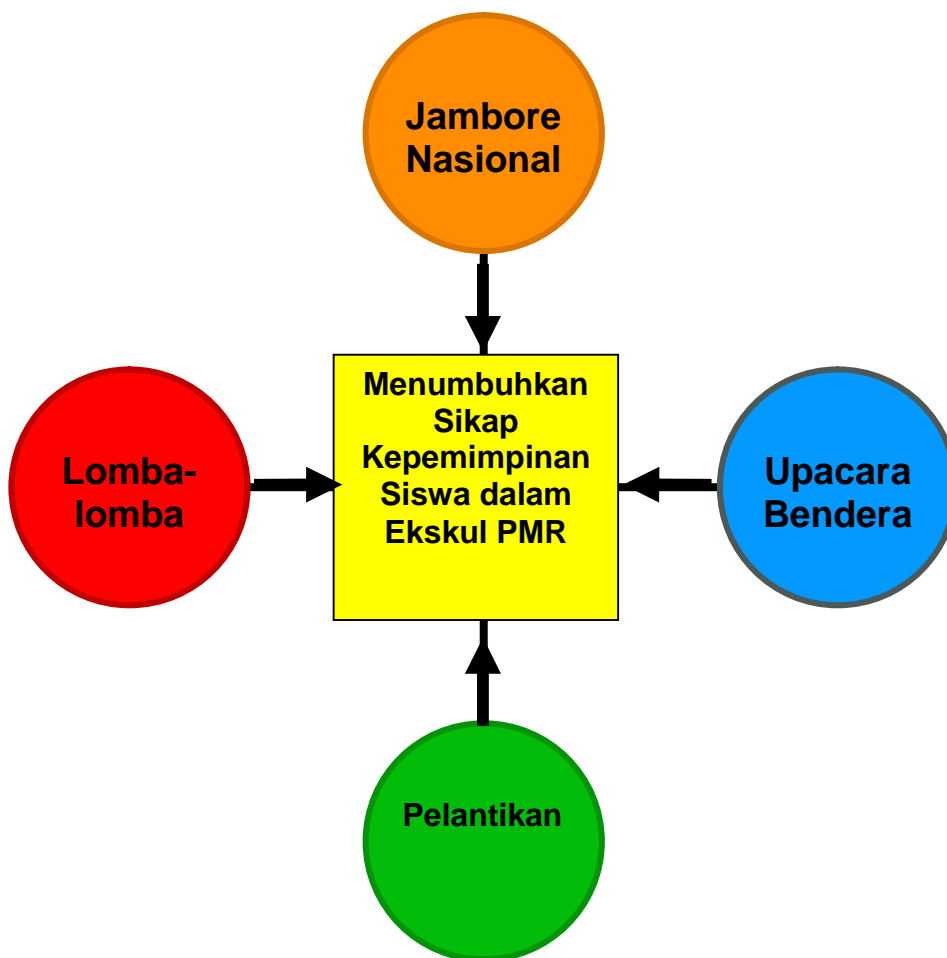 Jambore
Nasional
Menumbuhkan
Sikap
Kepemimpinan
Siswa dalam
Ekskul PMR
Lomba-
lomba
Upacara
Bendera
Pelantikan